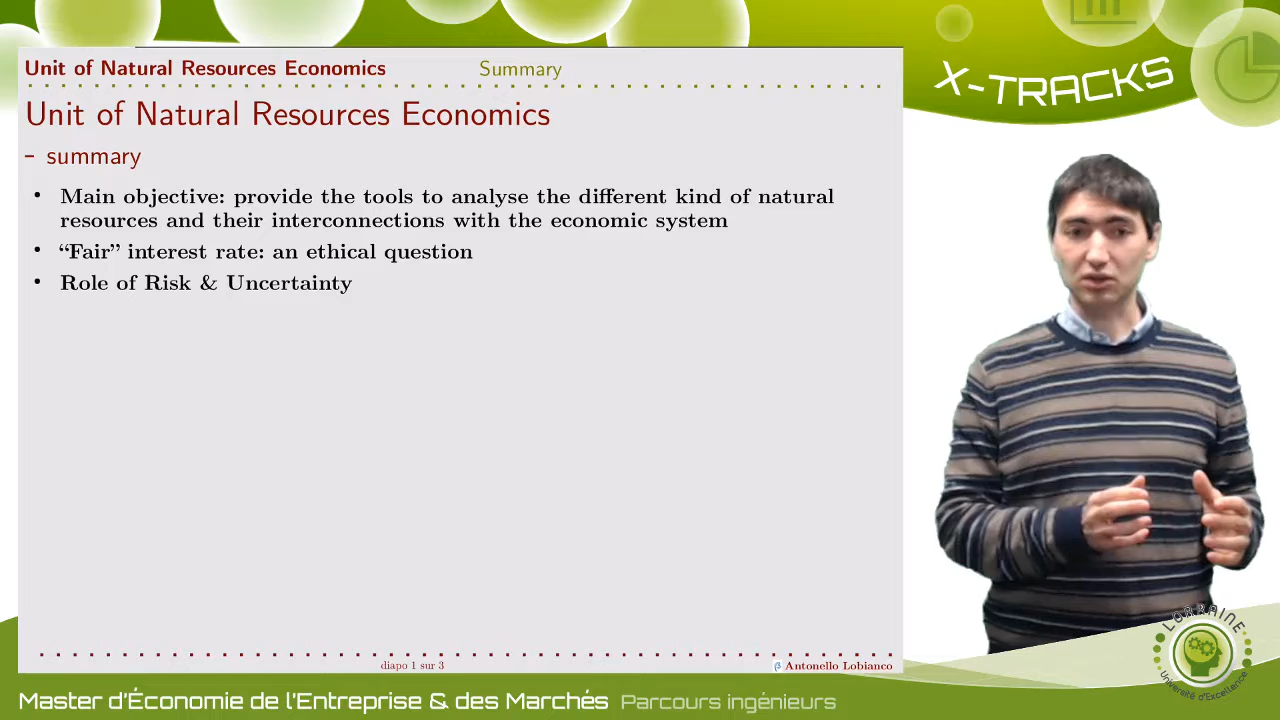 Unit of Natural Resources Economics Summary
X-TRACKS
Unit of Natural Resources Economics
- summary
• Main objective: provide the tools to analyse the different kind of natural
resources and their interconnections with the economic system
• “Fair” interest rate: an ethical question
• Role of Risk & Uncertainty
LORRAINE
Université d'Excellence
diapo 1 sur 3
β Antonello Lobianco
Master d'Économie de l'Entreprise & des Marchés Parcours ingénieurs